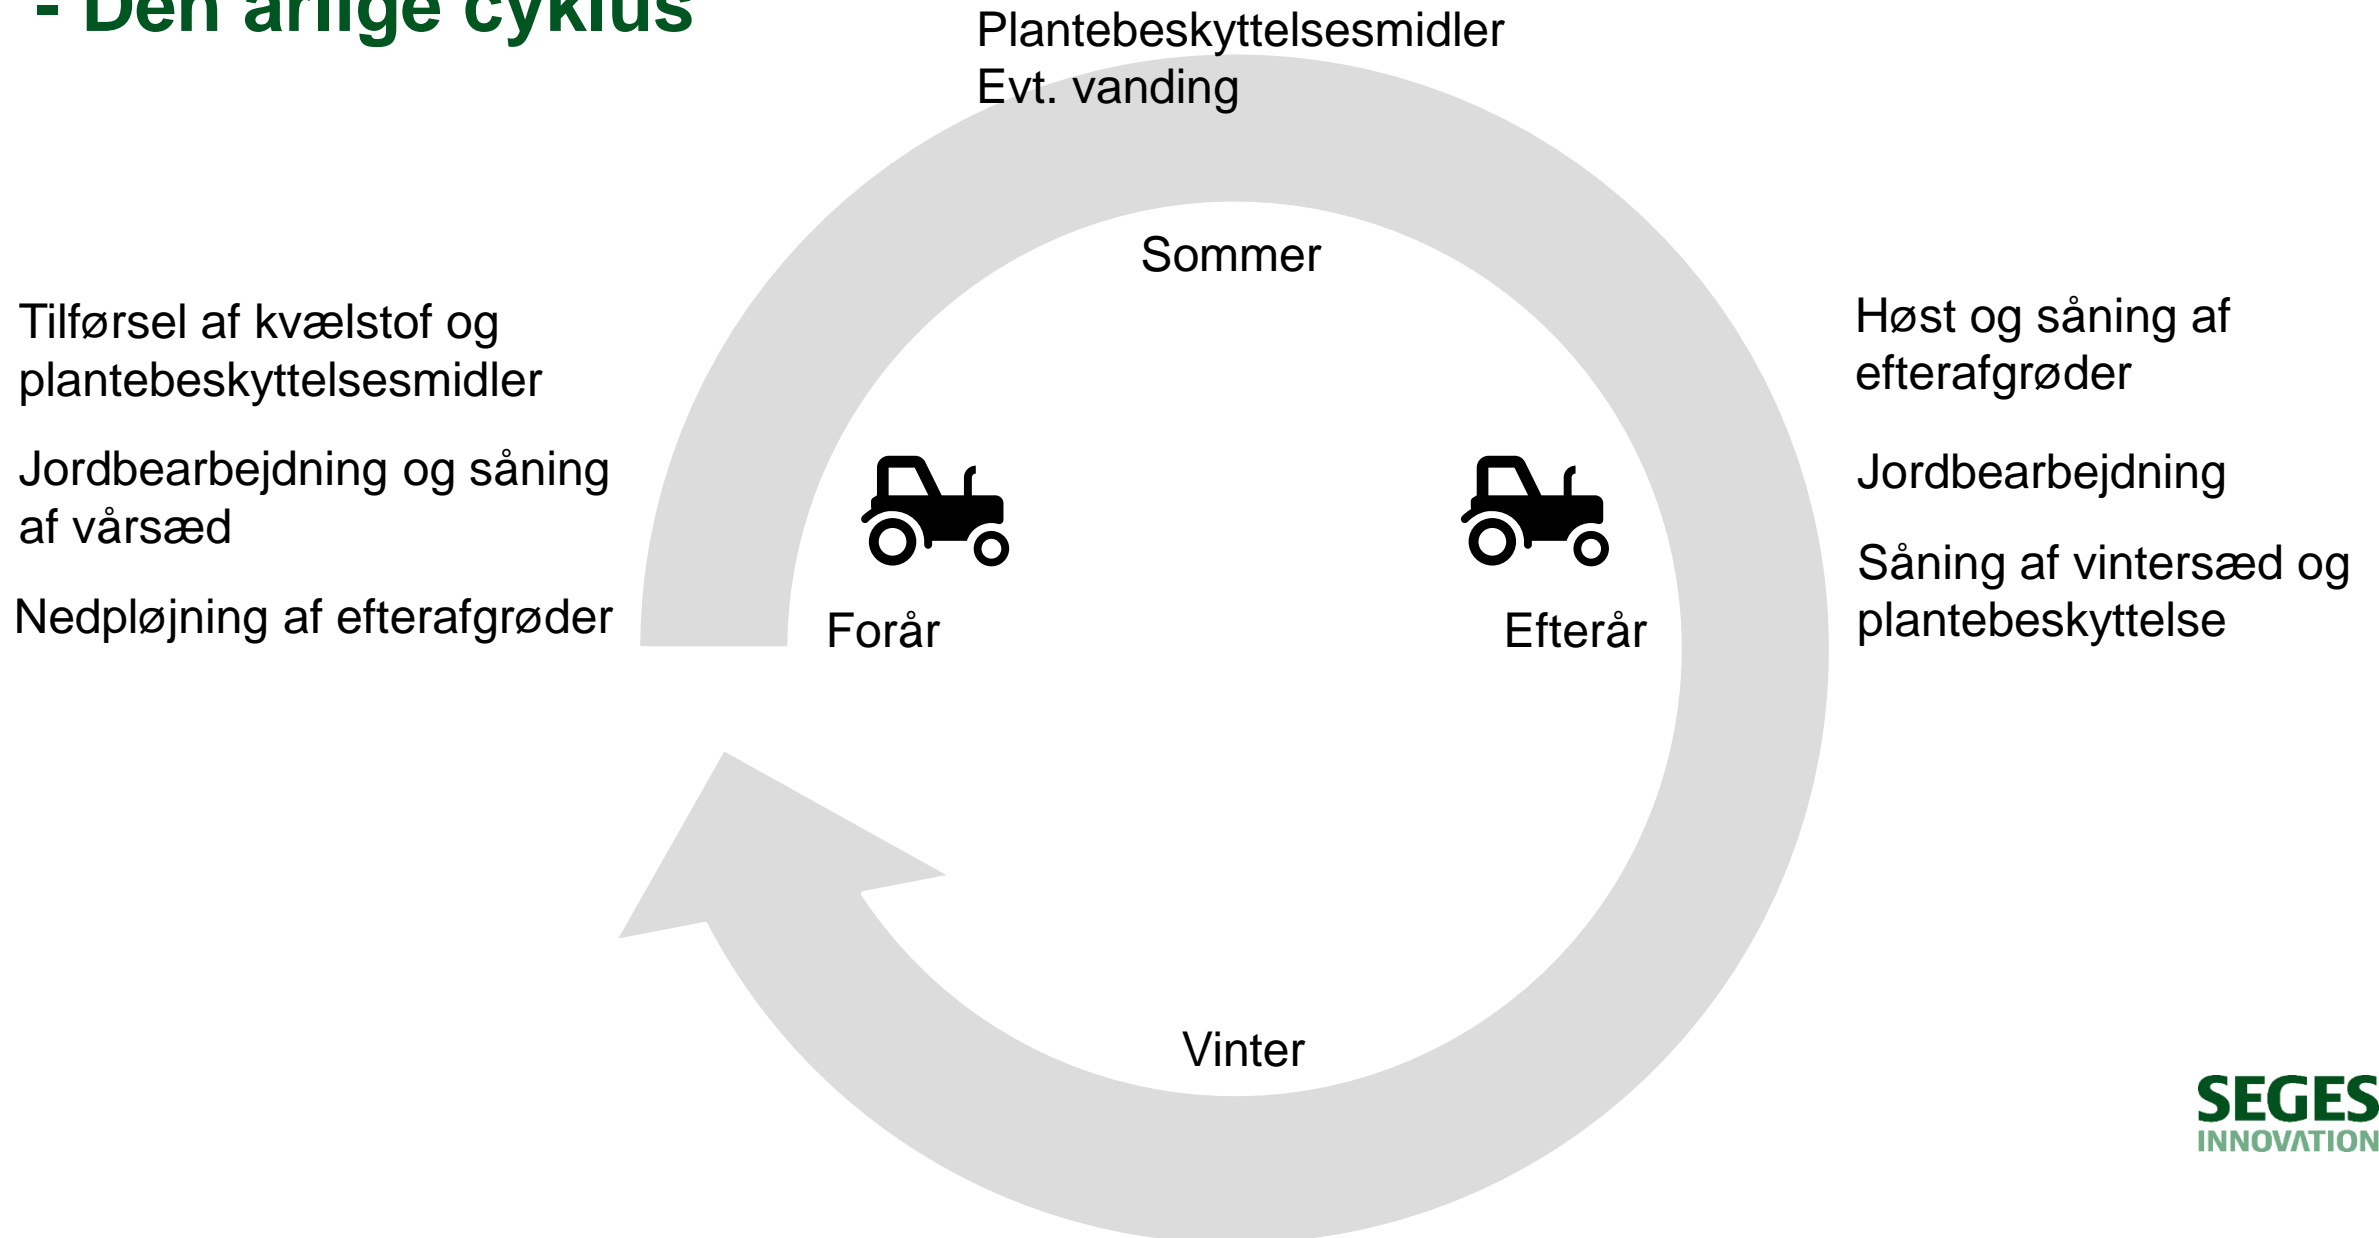 - Den årlige cyklus
Plantebeskyttelsesmidler
Evt. vanding
Sommer
Tilførsel af kvælstof og
plantebeskyttelsesmidler
Jordbearbejdning og såning
af vårsæd
Nedpløjning af efterafgrøder
Forår
Efterår
Høst og såning af
efterafgrøder
Jordbearbejdning
Såning af vintersæd og
plantebeskyttelse
Vinter
SEGES
INNOVATION